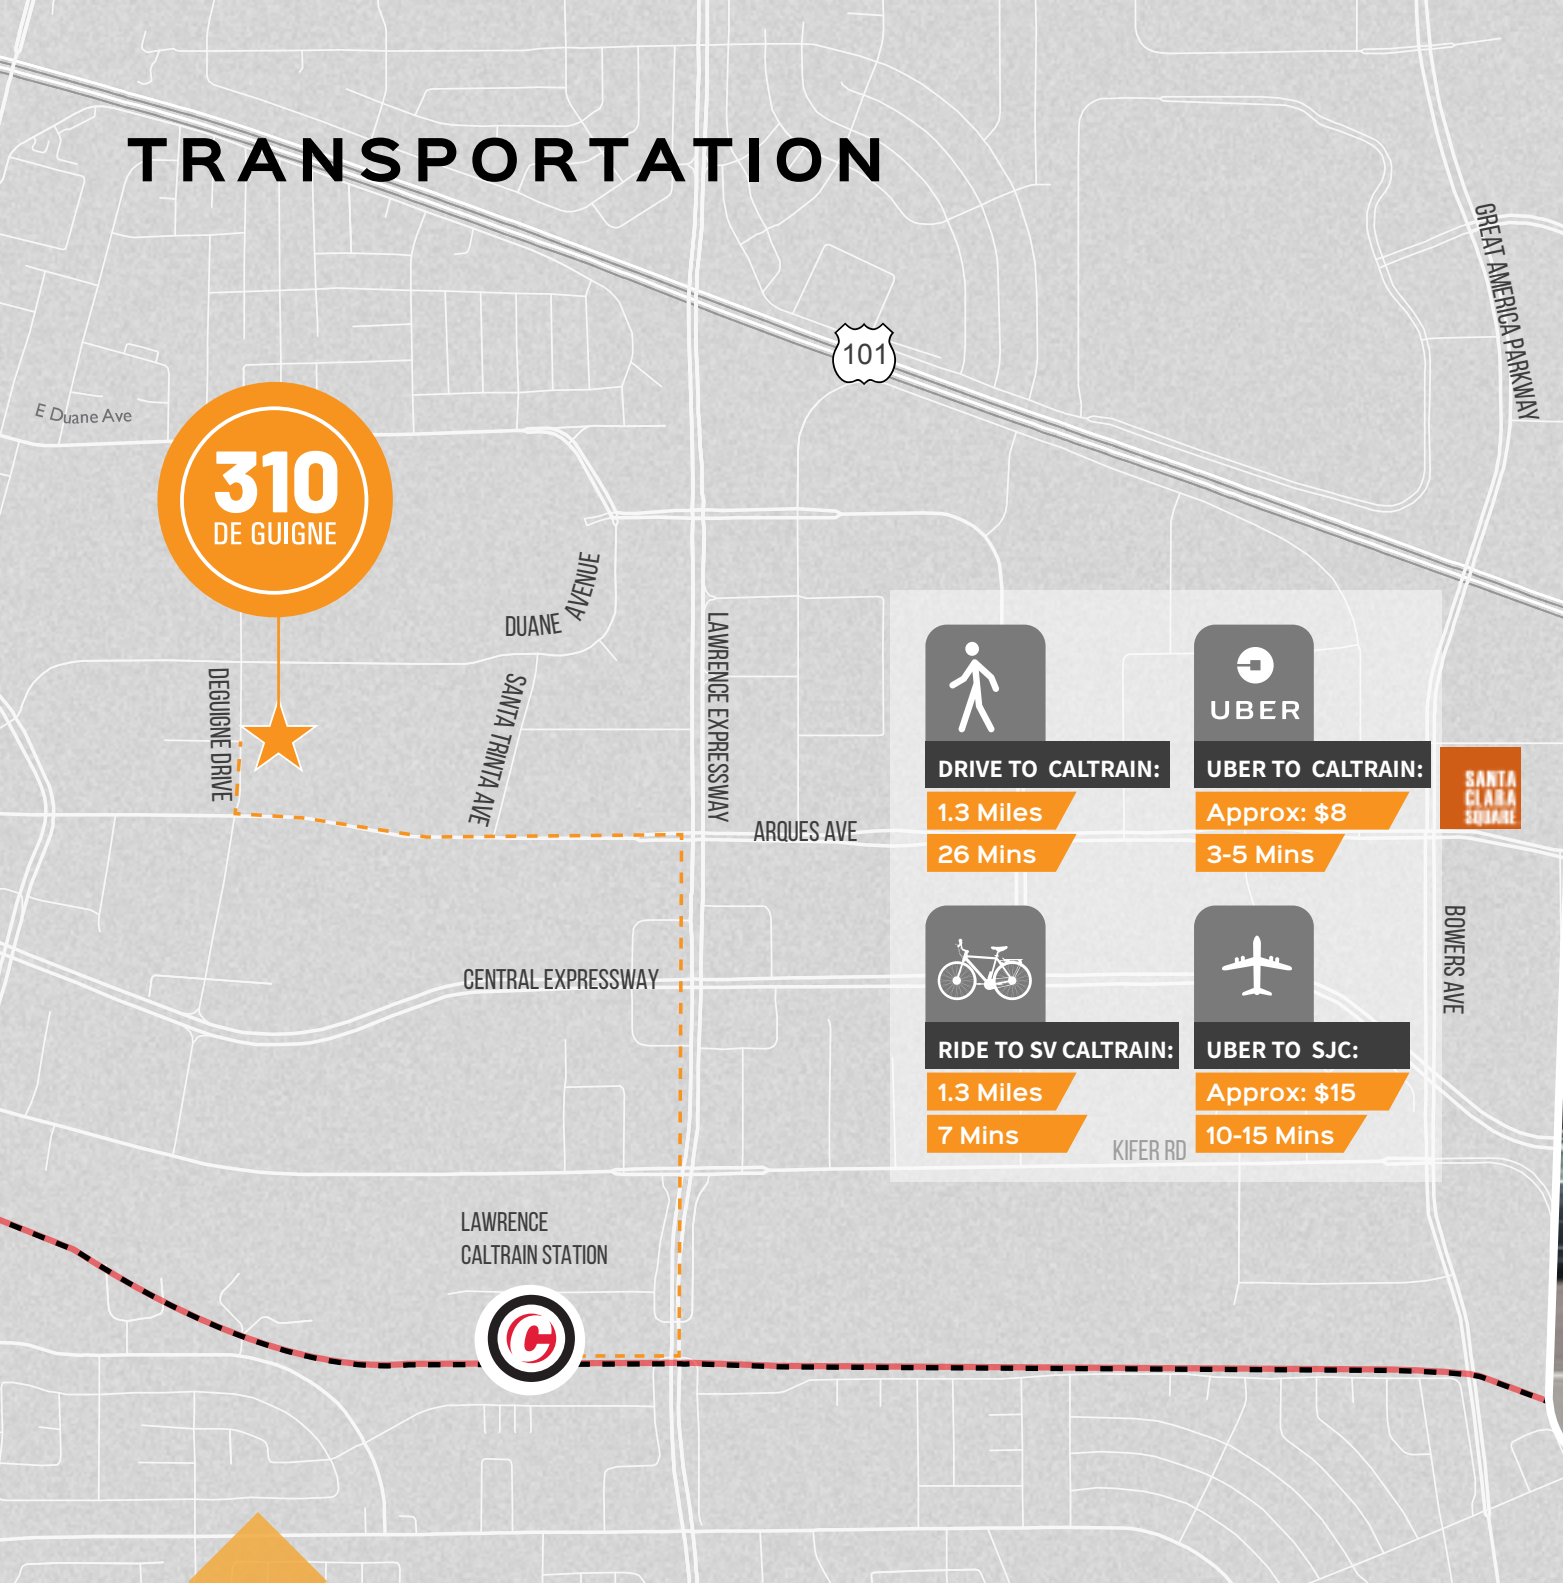 TRANSPORTATION
GREAT AMERICA PARKWAY
101
E Duane Ave
310
DE GUIGNE
DUANE AVENUE
DEGUIGNE DRIVE
SANTA TRINTA AVE
LAWRENCE EXPRESSWAY
ARQUES AVE
UBER
DRIVE TO CALTRAIN:
1.3 Miles
26 Mins
UBER TO CALTRAIN:
Approx: $8
3-5 Mins
SANTA
CLARA
SQUARE
BOWERS AVE
CENTRAL EXPRESSWAY
RIDE TO SV CALTRAIN:
1.3 Miles
7 Mins
UBER TO SJC:
Approx: $15
10-15 Mins
KIFER RD
LAWRENCE
CALTRAIN STATION
C